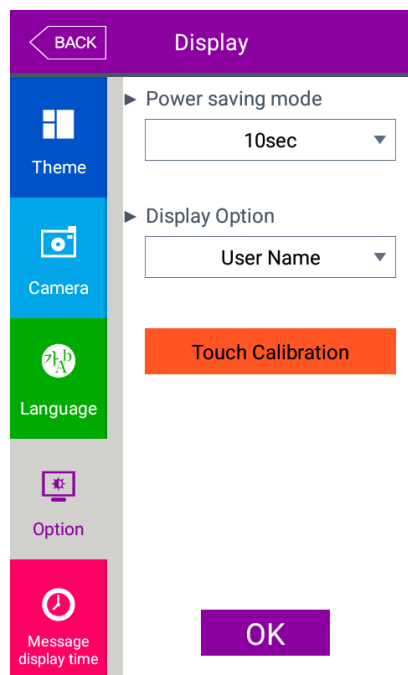 BACK
Display
Theme
Camera
가 b
A
Language
Option
Message
display time
▶ Power saving mode
10sec
▶ Display Option
User Name
Touch Calibration
OK